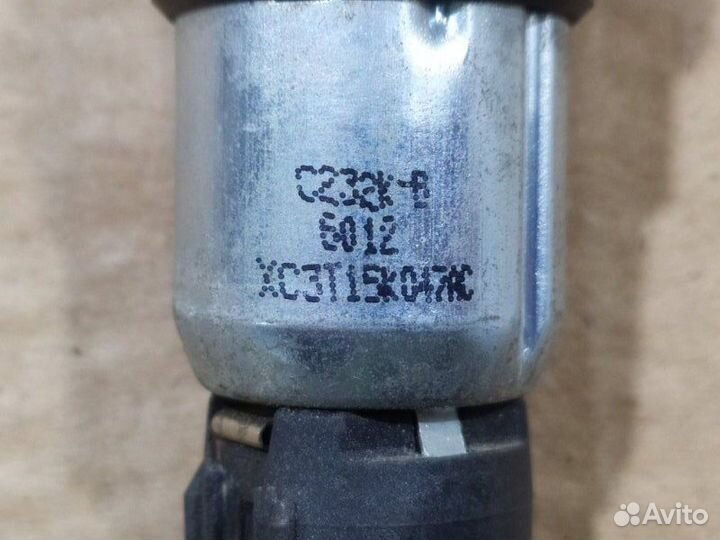 C232K-B
6012
XC3T15K047AC
Avito